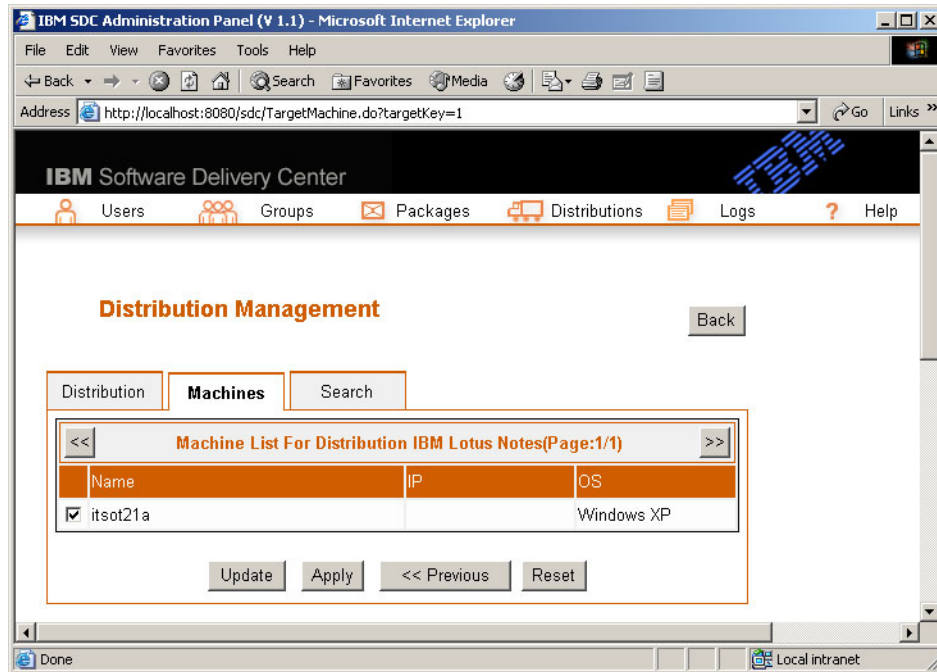 IBM SDC Administration Panel (V 1.1) - Microsoft Internet Explorer
File Edit View Favorites Tools Help
Back Search Favorites Media
Address http://localhost:8080/sdc/TargetMachine.do?targetKey=1 Go Links »
IBM Software Delivery Center IBM
Users Groups Packages Distributions Logs ? Help
Distribution Management
Back
Distribution Machines Search
<< Machine List For Distribution IBM Lotus Notes(Page:1/1) >>
Name IP OS
itsot21a Windows XP
Update Apply << Previous Reset
Done Local intranet